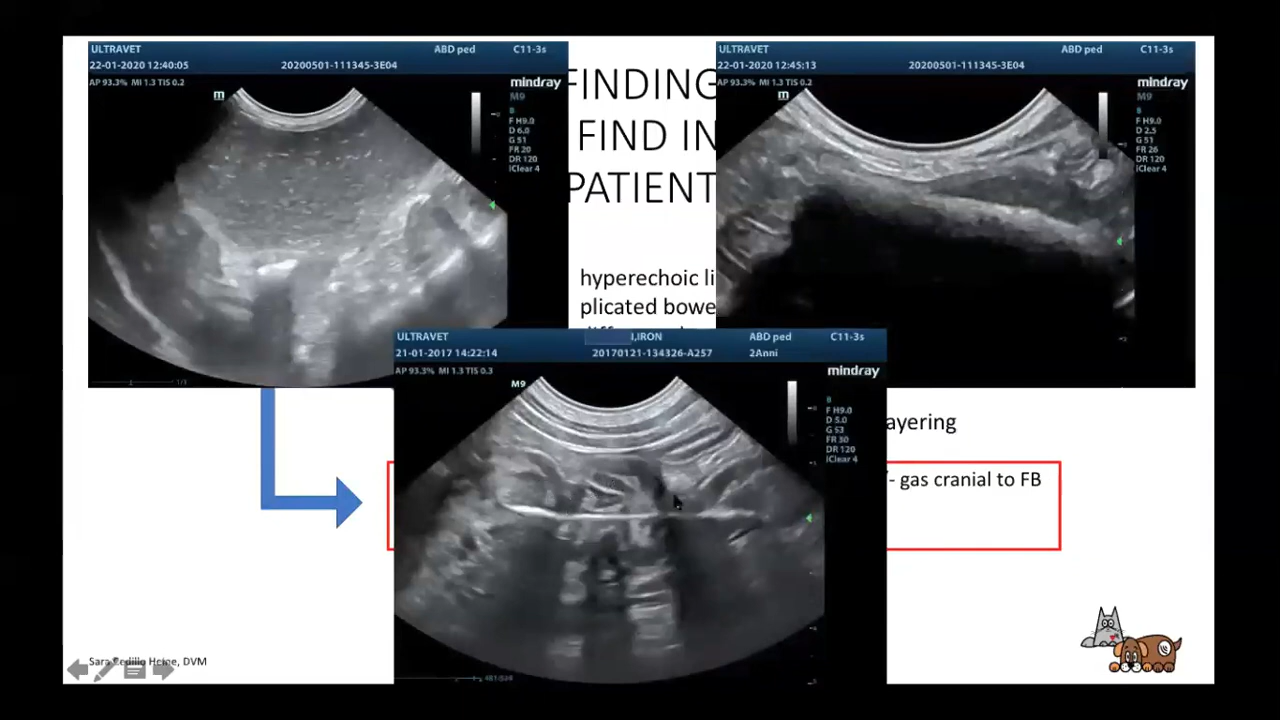 ULTRAVET ABD ped C11-3s
22-01-2020 12:40:05 20200501-111345-3E04
AP 93.3% MI 1.3 TIS 0.2
mindray
M9
B
F H9.0
D 6.0
G 51
FR 20
DR 120
iClear 4
FINDING
FIND IN
PATIENT
ULTRAVET ABD ped C11-3s
22-01-2020 12:45:13 20200501-111345-3E04
AP 93.3% MI 1.3 TIS 0.2
mindray
M9
B
F H9.0
D 2.5
G 51
FR 26
DR 120
iClear 4
hyperechoic li
plicated bowe
ULTRAVET I,IRON ABD ped C11-3s
21-01-2017 14:22:14 20170121-134326-A257 2Anni
AP 93.3% MI 1.3 TIS 0.3
mindray
M9
B
F H9.0
D 5.0
G 53
FR 30
DR 120
iClear 4
ayering
- gas cranial to FB
Sara Cedillo Heine, DVM